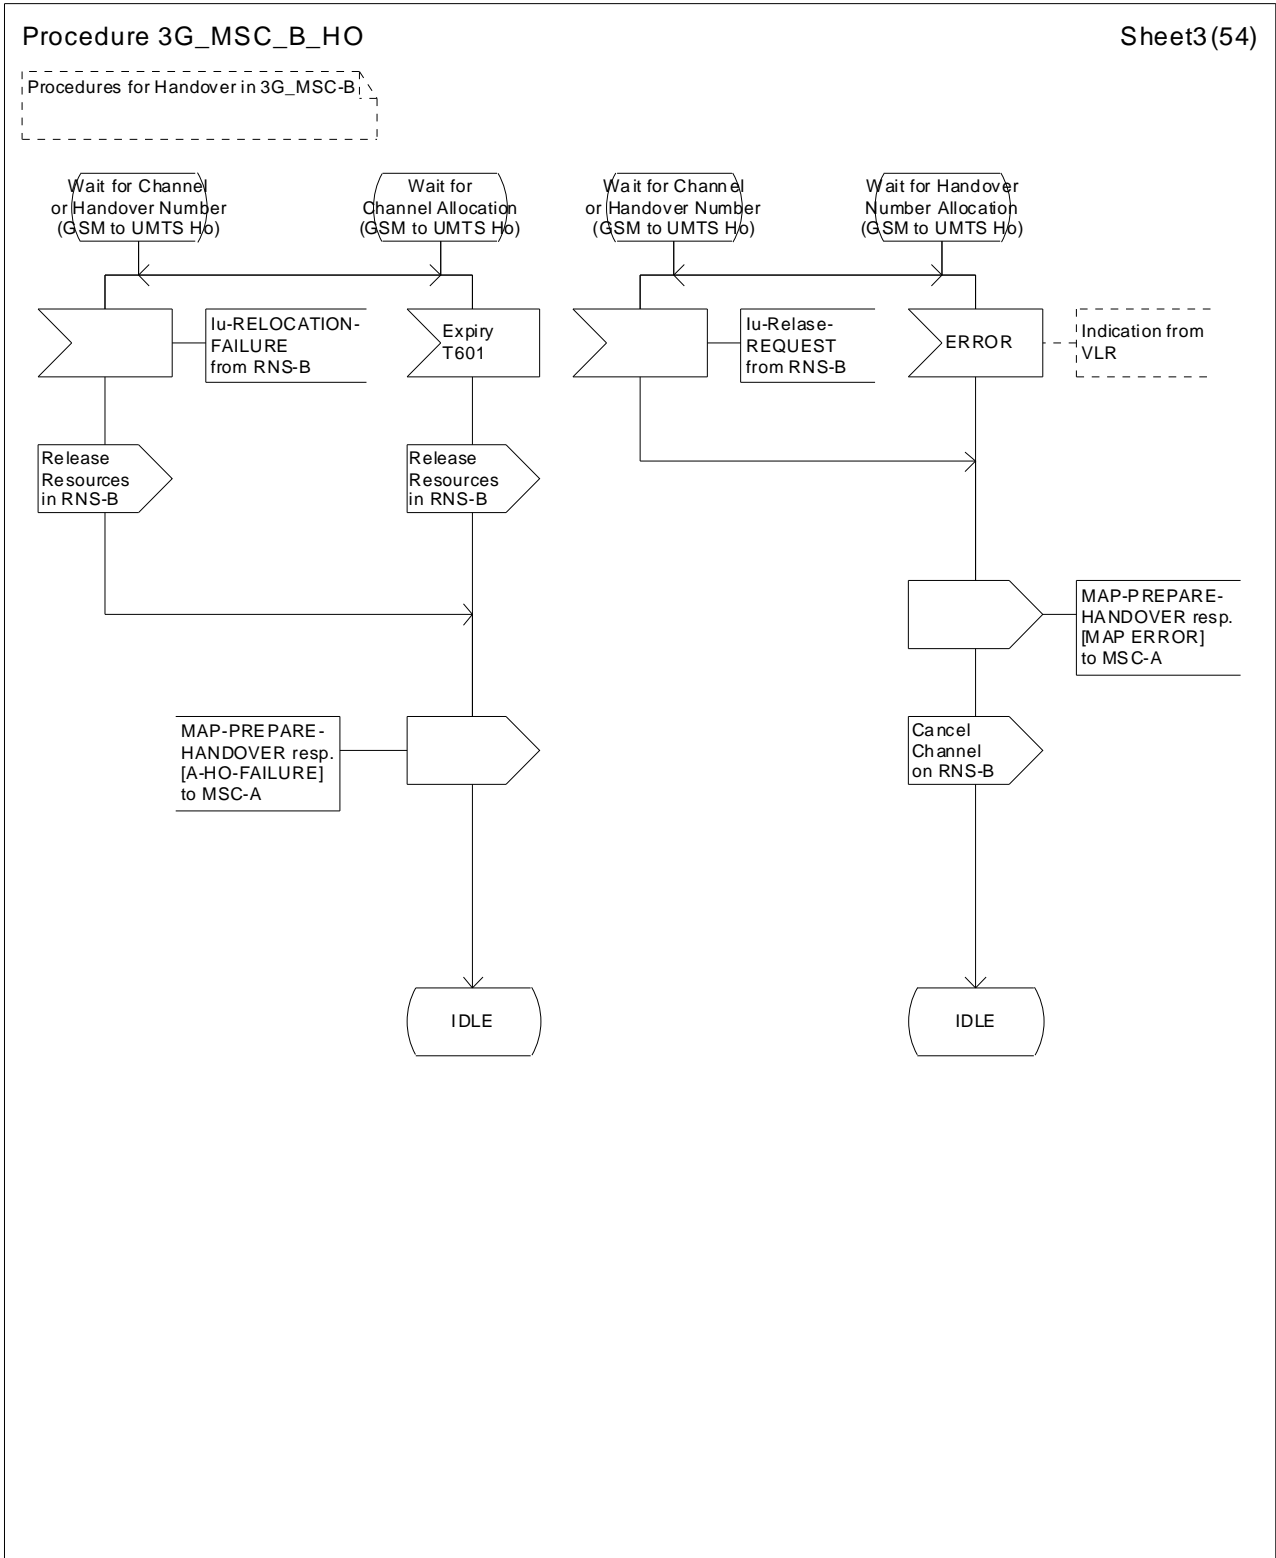 Procedure 3G_MSC_B_HO
Sheet3(54)
Procedures for Handover in 3G_MSC-B
Wait for Channel
or Handover Number
(GSM to UMTS Ho)
Wait for
Channel Allocation
(GSM to UMTS Ho)
Wait for Channel
or Handover Number
(GSM to UMTS Ho)
Wait for Handover
Number Allocation
(GSM to UMTS Ho)
Iu-RELOCATION-
FAILURE
from RNS-B
Expiry
T601
Iu-Relase-
REQUEST
from RNS-B
ERROR
Indication from
VLR
Release
Resources
in RNS-B
Release
Resources
in RNS-B
MAP-PREPARE-
HANDOVER resp.
[MAP ERROR]
to MSC-A
MAP-PREPARE-
HANDOVER resp.
[A-HO-FAILURE]
to MSC-A
Cancel
Channel
on RNS-B
IDLE
IDLE